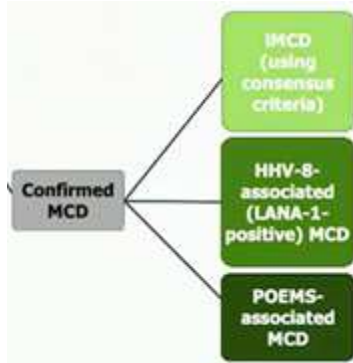 iMCD
(using
consensus
criteria)
Confirmed
MCD
HHV-8-
associated
(LANA-1-
positive) MCD
POEMS-
associated
MCD